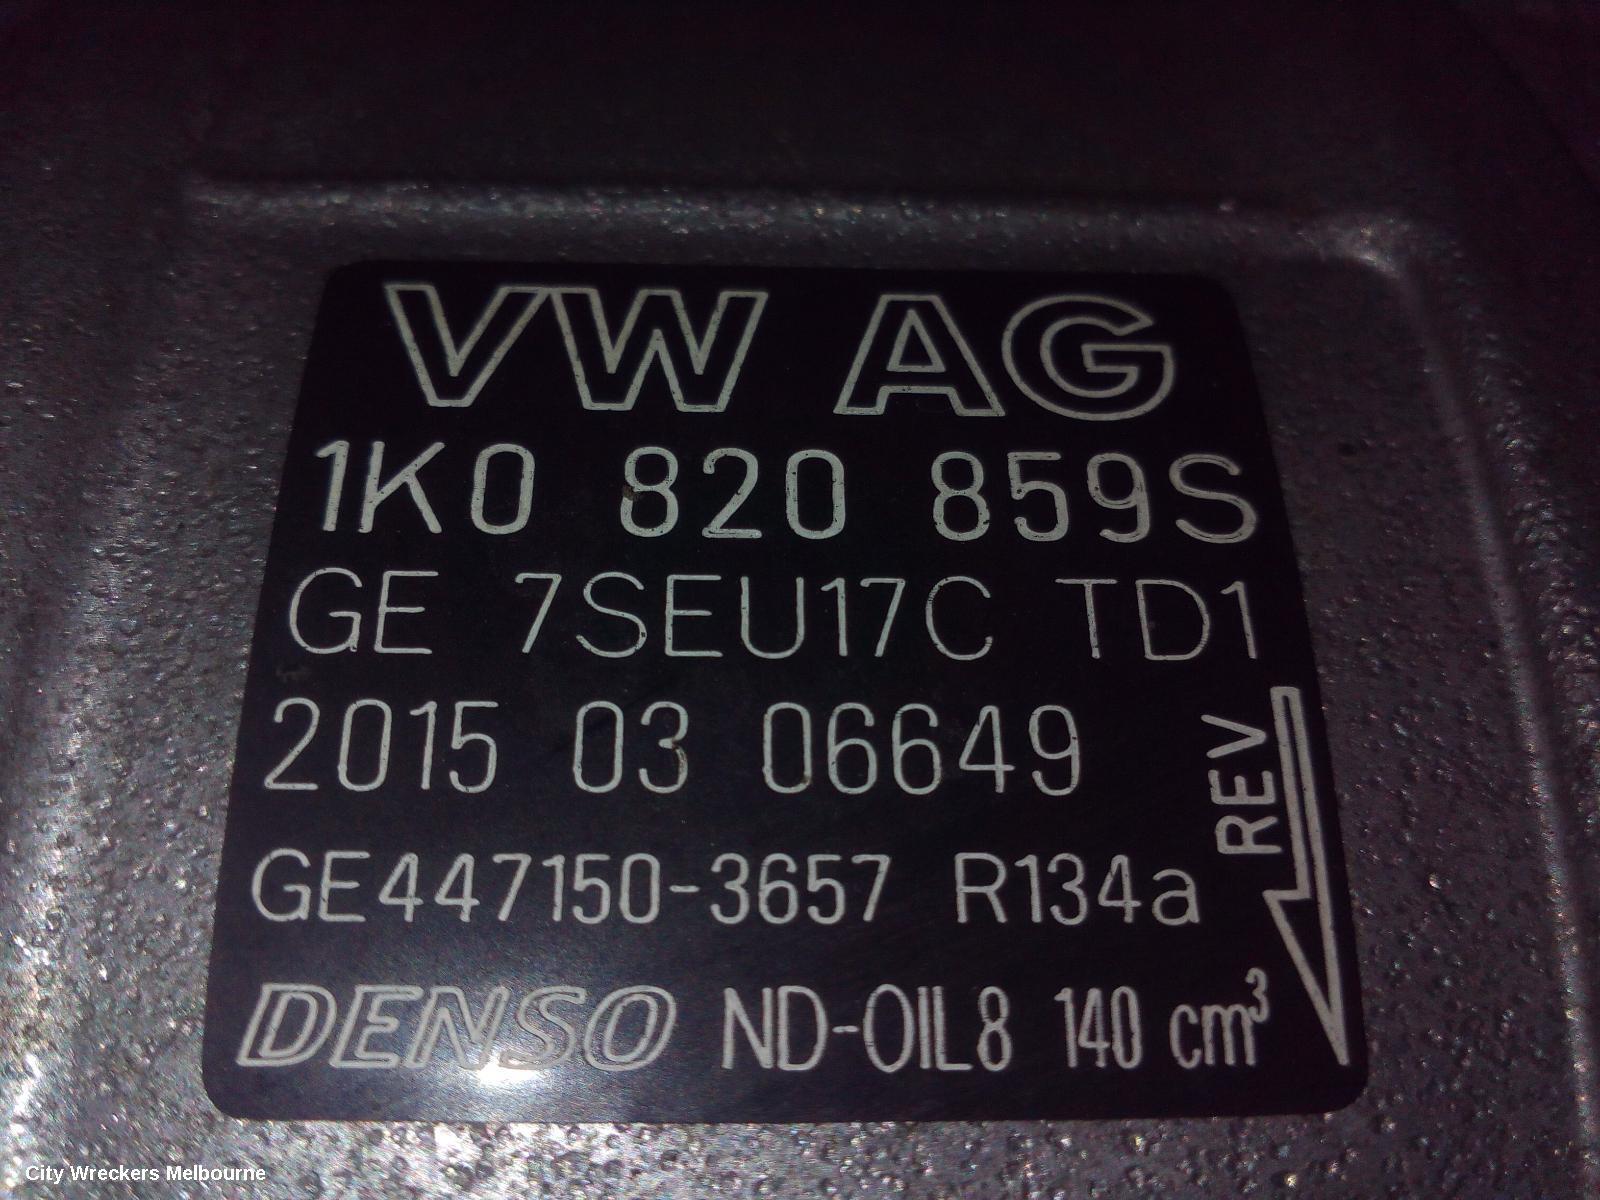 VW AG
1K0 820 859S
GE 7SEU17C TD1
2015 03 06649
REV
GE447150-3657 R134a
DENSO ND-OIL8 140 cm³
City Wreckers Melbourne